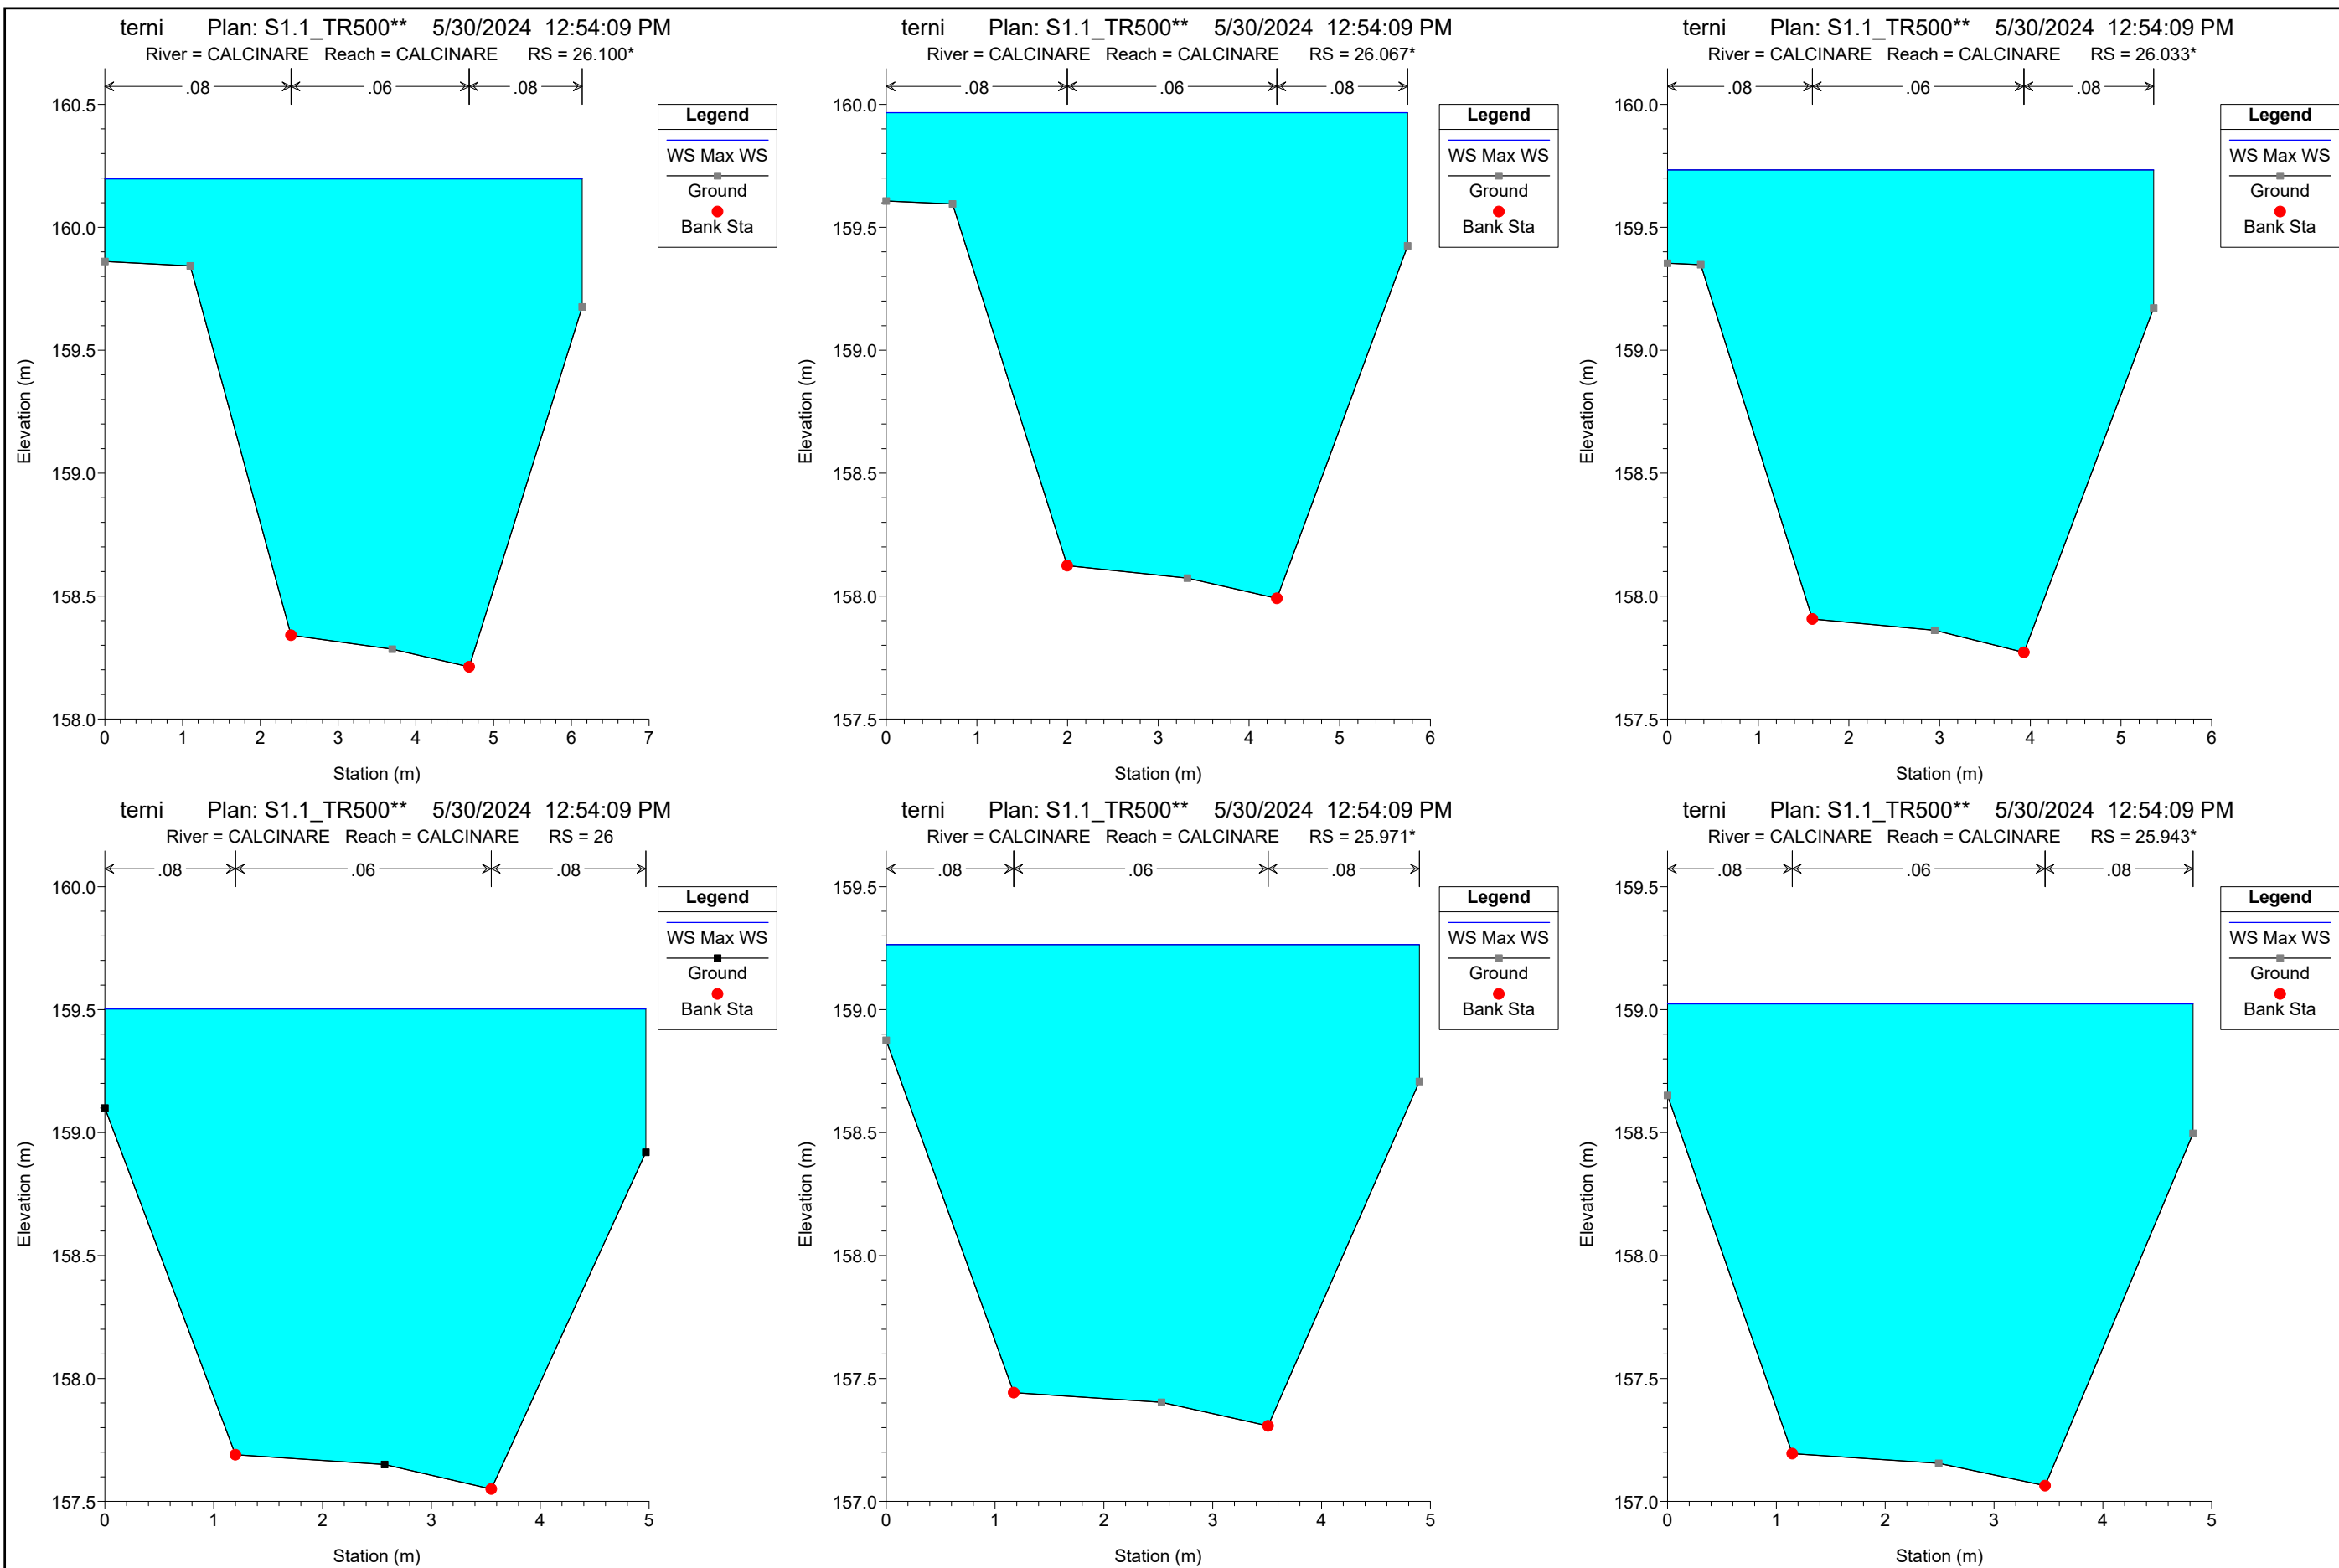 terni Plan: S1.1_TR500** 5/30/2024 12:54:09 PM
River = CALCINARE Reach = CALCINARE RS = 26.100*
.08 .06 .08
160.5
160.0
159.5
159.0
158.5
158.0
0 1 2 3 4 5 6 7
Station (m)
Elevation (m)
Legend
WS Max WS
Ground
Bank Sta
terni Plan: S1.1_TR500** 5/30/2024 12:54:09 PM
River = CALCINARE Reach = CALCINARE RS = 26.067*
.08 .06 .08
160.0
159.5
159.0
158.5
158.0
157.5
0 1 2 3 4 5 6
Station (m)
Elevation (m)
Legend
WS Max WS
Ground
Bank Sta
terni Plan: S1.1_TR500** 5/30/2024 12:54:09 PM
River = CALCINARE Reach = CALCINARE RS = 26.033*
.08 .06 .08
160.0
159.5
159.0
158.5
158.0
157.5
0 1 2 3 4 5 6
Station (m)
Elevation (m)
Legend
WS Max WS
Ground
Bank Sta
terni Plan: S1.1_TR500** 5/30/2024 12:54:09 PM
River = CALCINARE Reach = CALCINARE RS = 26
.08 .06 .08
160.0
159.5
159.0
158.5
158.0
157.5
0 1 2 3 4 5
Station (m)
Elevation (m)
Legend
WS Max WS
Ground
Bank Sta
terni Plan: S1.1_TR500** 5/30/2024 12:54:09 PM
River = CALCINARE Reach = CALCINARE RS = 25.971*
.08 .06 .08
159.5
159.0
158.5
158.0
157.5
157.0
0 1 2 3 4 5
Station (m)
Elevation (m)
Legend
WS Max WS
Ground
Bank Sta
terni Plan: S1.1_TR500** 5/30/2024 12:54:09 PM
River = CALCINARE Reach = CALCINARE RS = 25.943*
.08 .06 .08
159.5
159.0
158.5
158.0
157.5
157.0
0 1 2 3 4 5
Station (m)
Elevation (m)
Legend
WS Max WS
Ground
Bank Sta